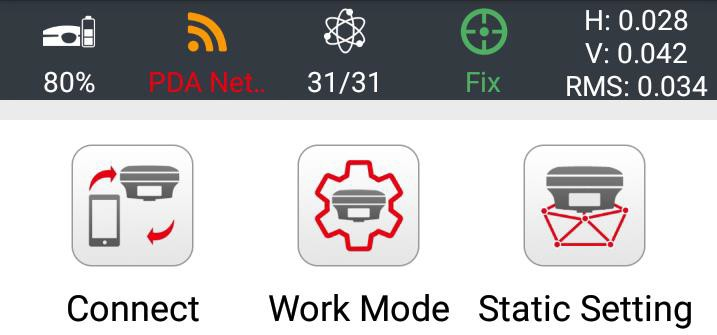 H: 0.028
V: 0.042
80% PDA Net.. 31/31 Fix RMS: 0.034
Connect Work Mode Static Setting